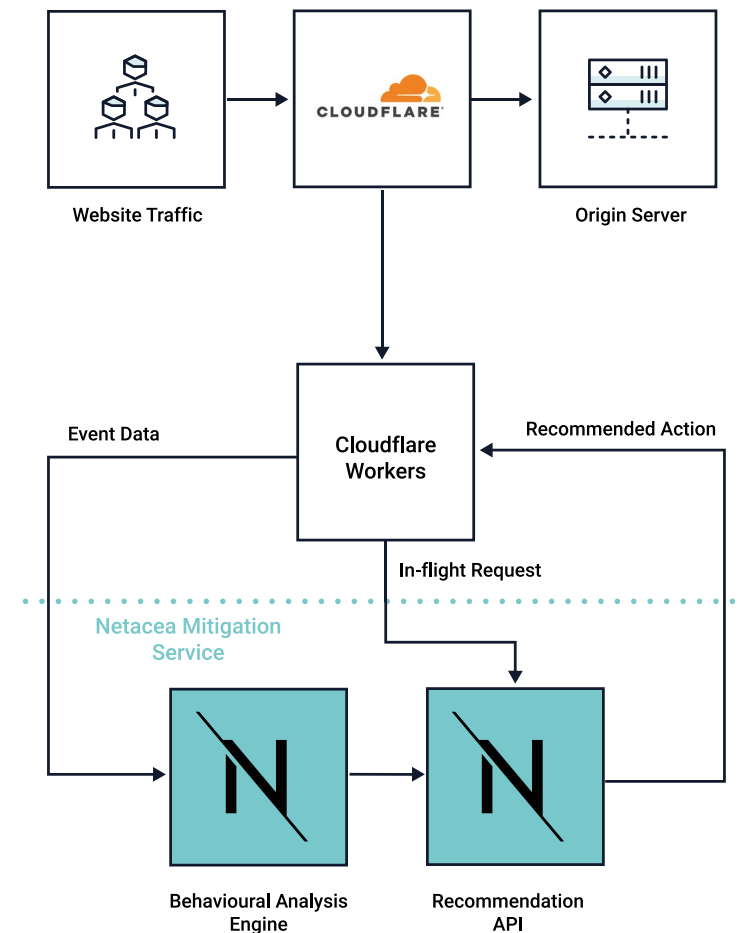 CLOUDFLARE
Website Traffic
Origin Server
Event Data
Cloudflare
Workers
Recommended Action
In-flight Request
Netacea Mitigation
Service
N
N
Behavioural Analysis
Engine
Recommendation
API